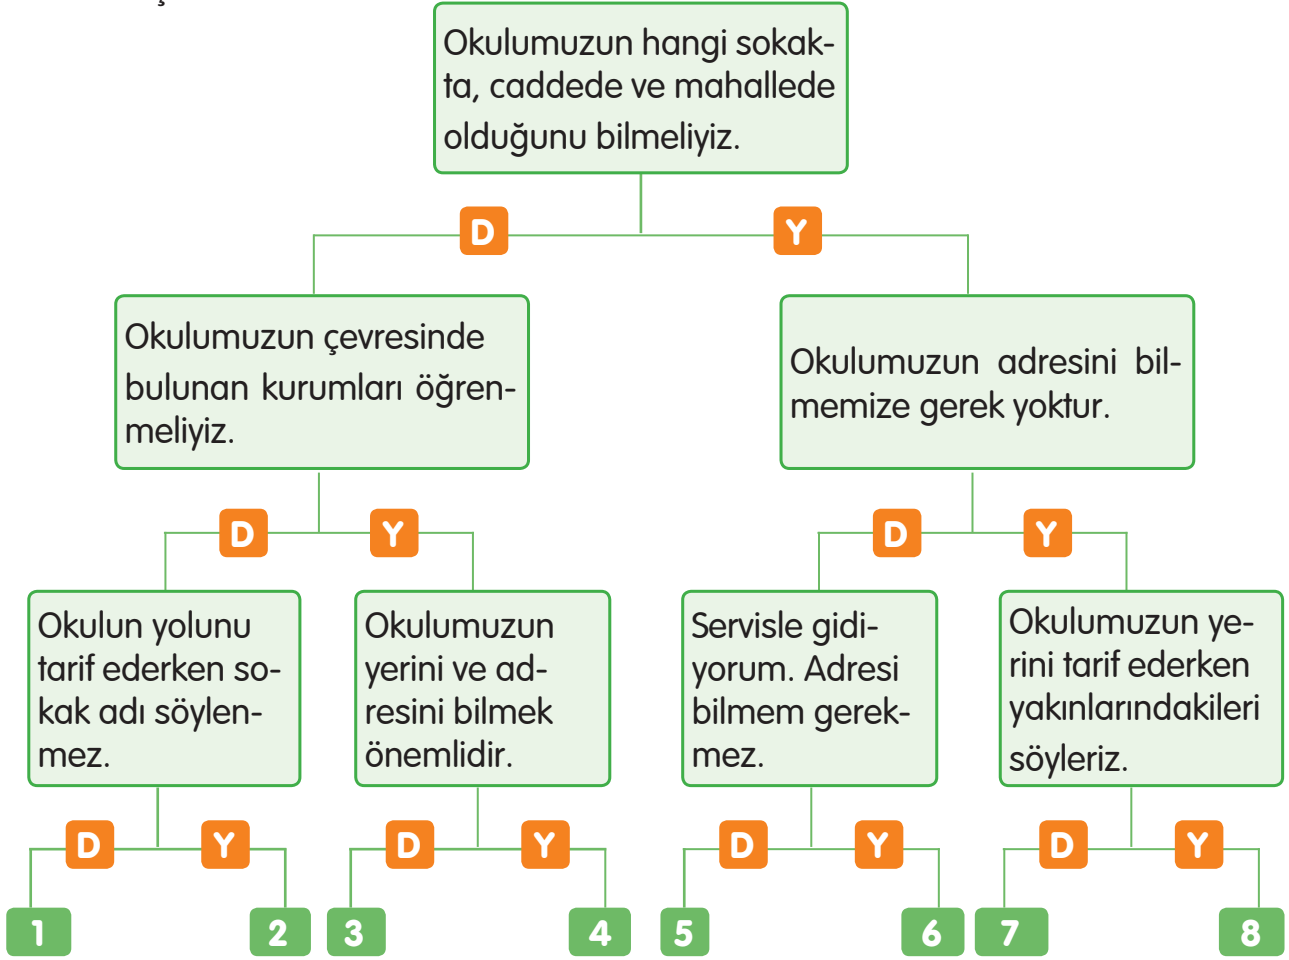 Okulumuzun hangi sokak-
ta, caddede ve mahallede
olduğunu bilmeliyiz.
D
Y
Okulumuzun çevresinde
bulunan kurumları öğren-
meliyiz.
Okulumuzun adresini bil-
memize gerek yoktur.
D
Y
D
Y
Okulun yolunu
tarif ederken so-
kak adı söylen-
mez.
Okulumuzun
yerini ve ad-
resini bilmek
önemlidir.
Servisle gidi-
yorum. Adresi
bilmem gerek-
mez.
Okulumuzun ye-
rini tarif ederken
yakınlarındakileri
söyleriz.
D
Y
D
Y
D
Y
D
Y
1
2
3
4
5
6
7
8